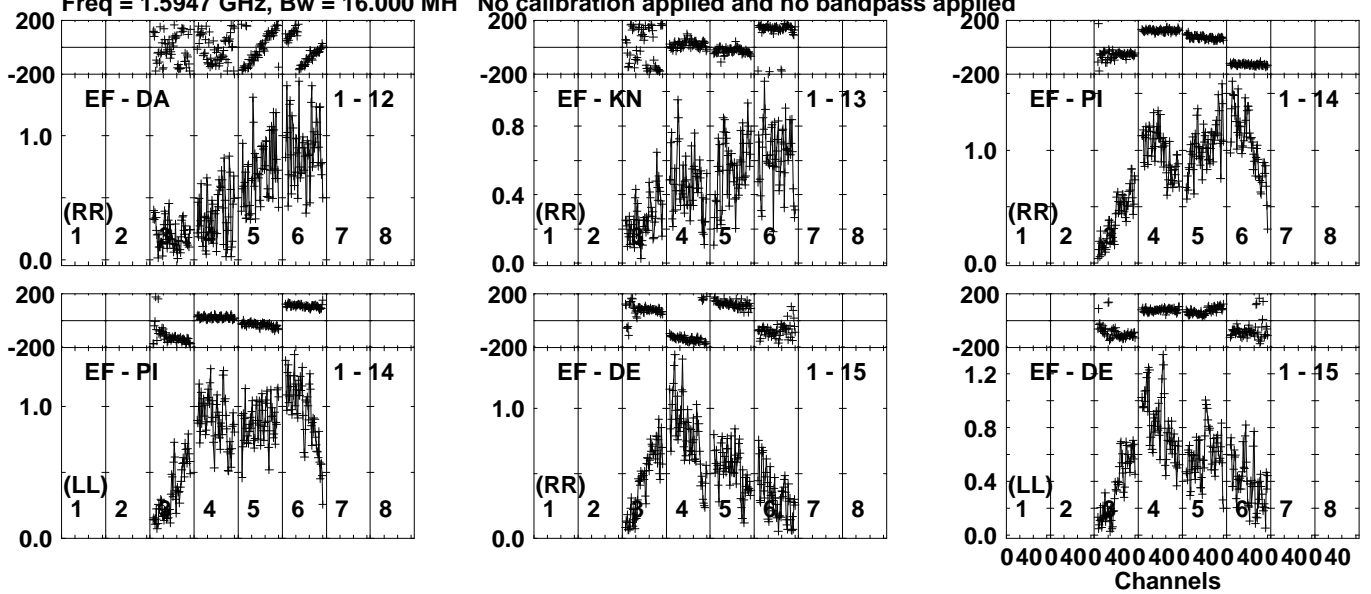 Freq = 1.5947 GHz, Bw = 16.000 MH No calibration applied and no bandpass applied
200
-200
EF - DA 1 - 12
1.0
(RR)
1 2 3 4 5 6 7 8
0.0
200
-200
EF - KN 1 - 13
0.8
0.4
(RR)
1 2 3 4 5 6 7 8
0.0
200
-200
EF - PI 1 - 14
1.0
(RR)
1 2 3 4 5 6 7 8
0.0
200
-200
EF - PI 1 - 14
1.0
(LL)
1 2 3 4 5 6 7 8
0.0
200
-200
EF - DE 1 - 15
1.0
(RR)
1 2 3 4 5 6 7 8
0.0
200
-200
EF - DE 1 - 15
1.2
0.8
0.4
(LL)
1 2 3 4 5 6 7 8
0.0
0 40 0 40 0 40 0 40 0 40 0 40 0 40 0 40
Channels